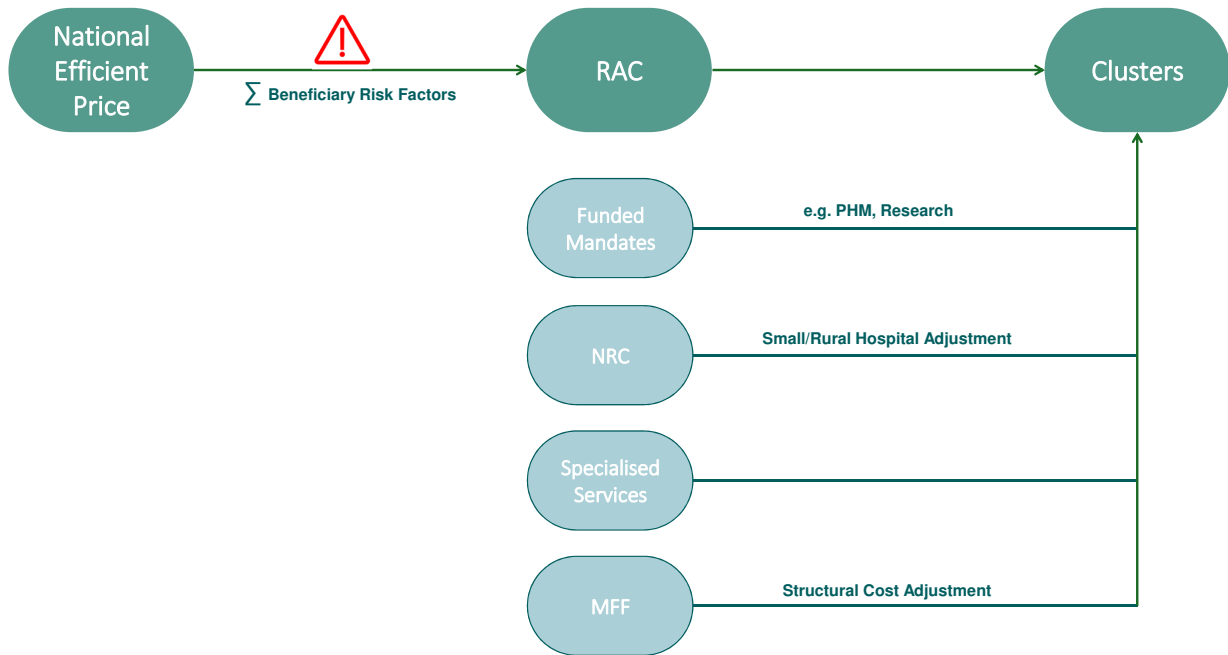 National
Efficient
Price
∑ Beneficiary Risk Factors
RAC
Clusters
Funded
Mandates
e.g. PHM, Research
NRC
Small/Rural Hospital Adjustment
Specialised
Services
MFF
Structural Cost Adjustment